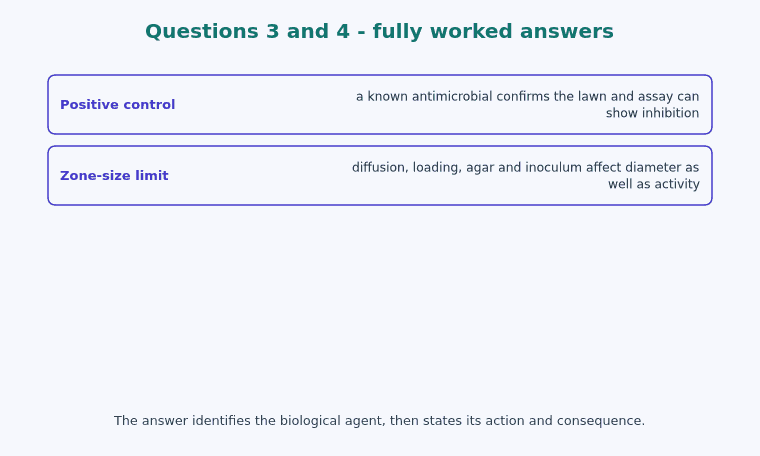 Questions 3 and 4 - fully worked answers
Positive control
a known antimicrobial confirms the lawn and assay can
show inhibition
Zone-size limit
diffusion, loading, agar and inoculum affect diameter as
well as activity
The answer identifies the biological agent, then states its action and consequence.